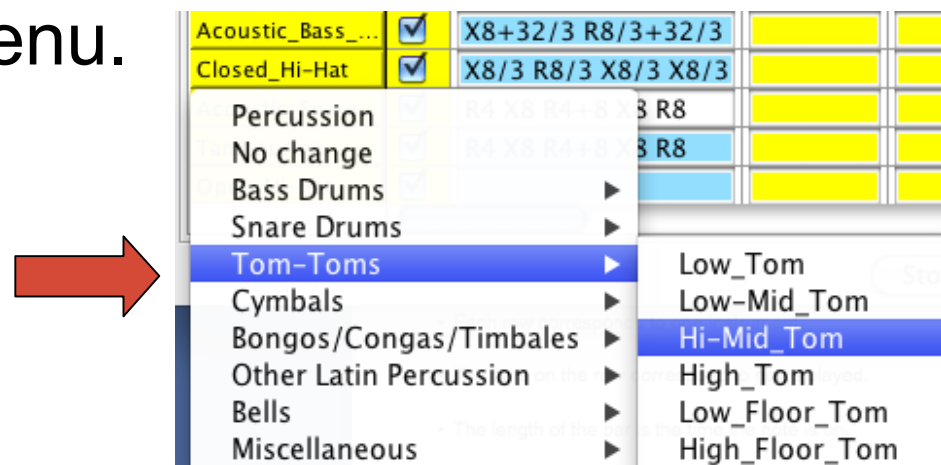 enu.
Acoustic_Bass_... X8+32/3 R8/3+32/3
Closed_Hi-Hat X8/3 R8/3 X8/3 X8/3
R4 X8 R4+8 X8 R8
R4 X8 R4+8 X8 R8
Percussion
No change
Bass Drums
Snare Drums
Tom-Toms
Cymbals
Bongos/Congas/Timbales
Other Latin Percussion
Bells
Miscellaneous
Low_Tom
Low-Mid_Tom
Hi-Mid_Tom
High_Tom
Low_Floor_Tom
High_Floor_Tom